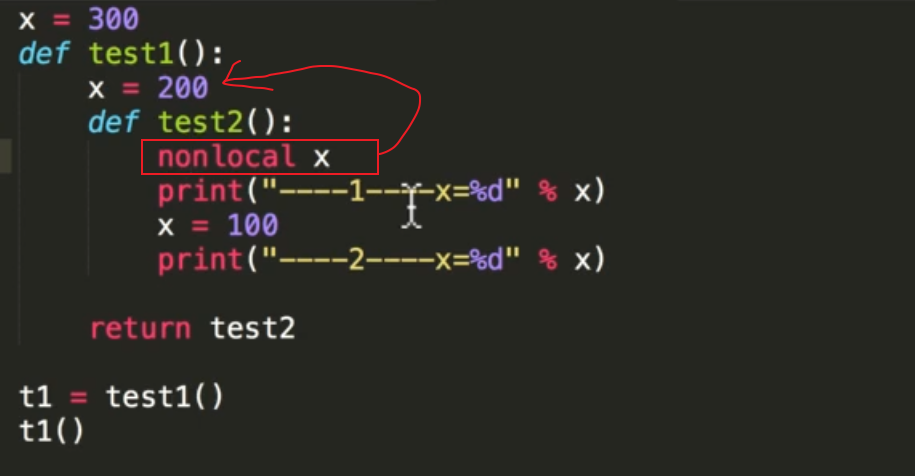 x = 300
def test1():
    x = 200
    def test2():
        nonlocal x
        print("----1----x=%d" % x)
        x = 100
        print("----2----x=%d" % x)
    return test2
t1 = test1()
t1()